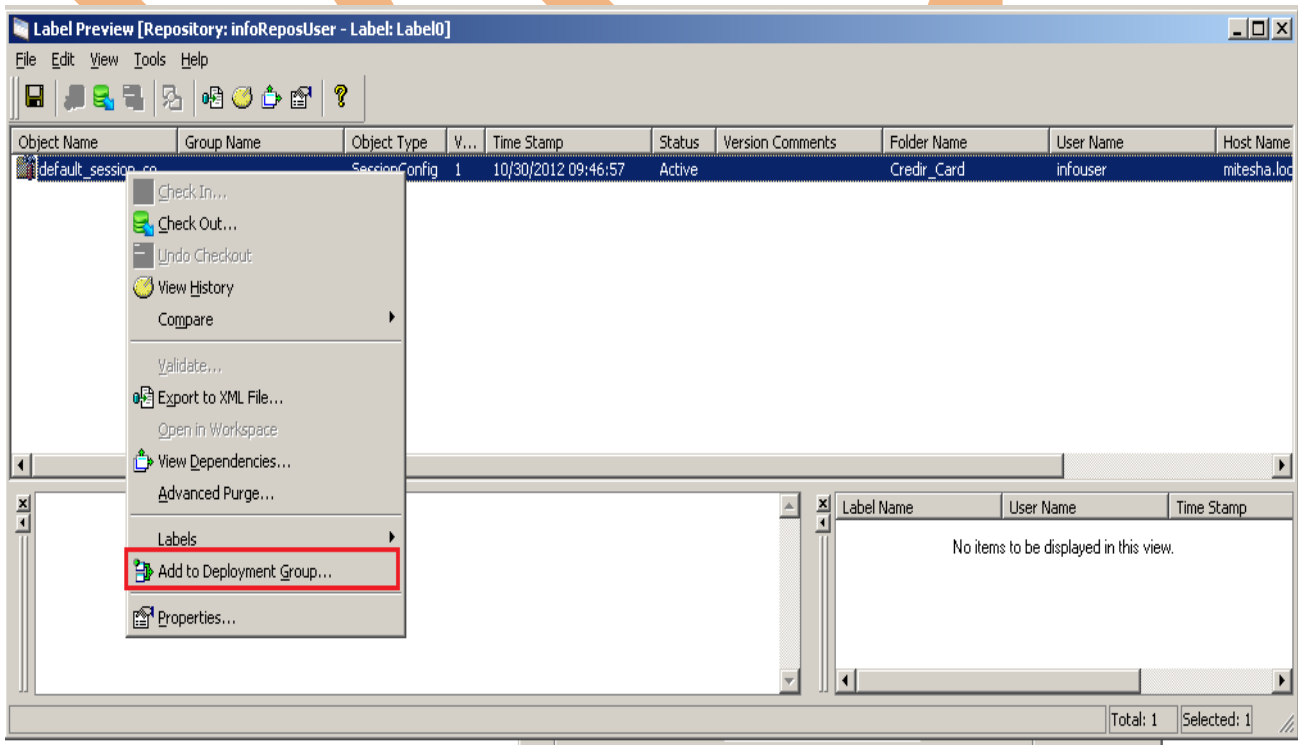 Label Preview [Repository: infoReposUser - Label: Label0]
File Edit View Tools Help
Object Name Group Name Object Type V... Time Stamp Status Version Comments Folder Name User Name Host Name
default_session_co SessionConfig 1 10/30/2012 09:46:57 Active Credir_Card infouser mitesha.loc
Check In...
Check Out...
Undo Checkout
View History
Compare
Validate...
Export to XML File...
Open in Workspace
View Dependencies...
Advanced Purge...
Labels
Add to Deployment Group...
Properties...
Label Name User Name Time Stamp
No items to be displayed in this view.
Total: 1 Selected: 1